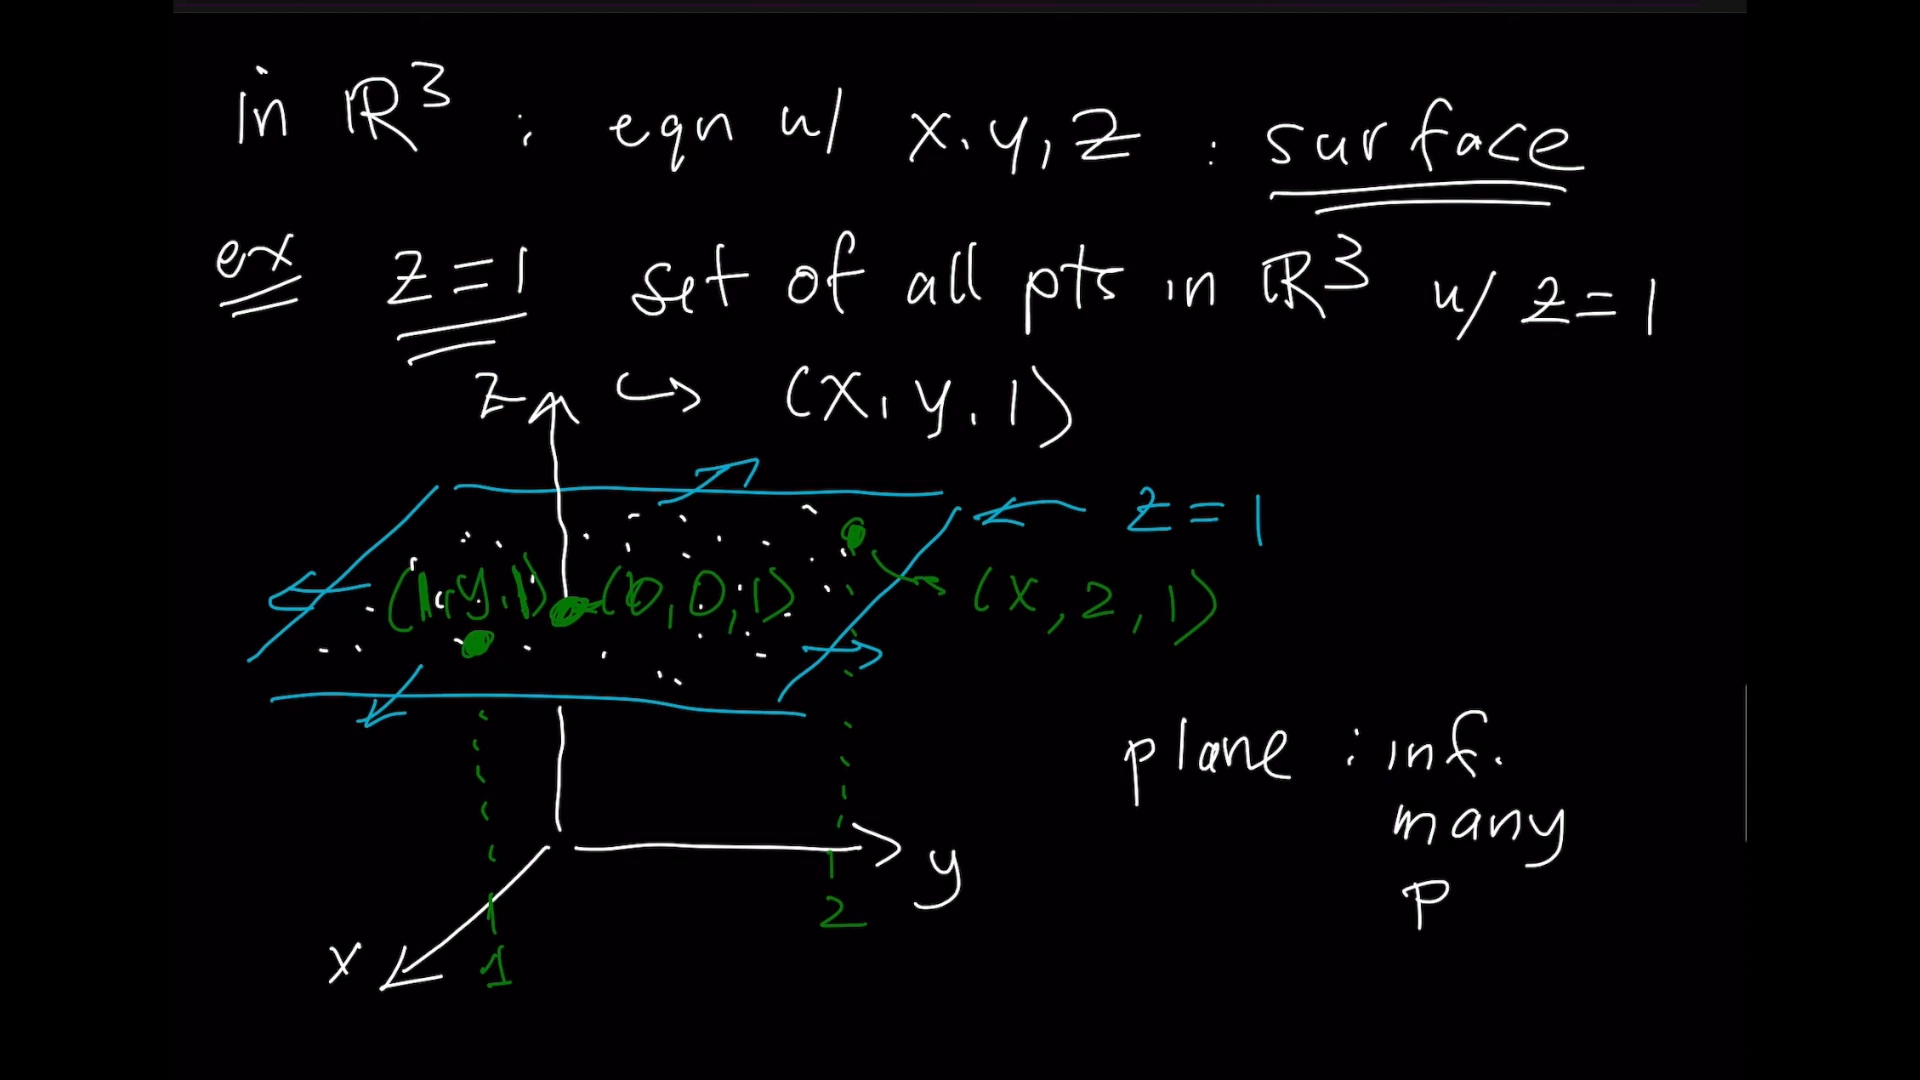 in ℝ³ : eqn w/ x, y, z : surface
ex z=1 set of all pts in ℝ³ w/ z=1
z ↪ (x, y, 1)
← z=1
(1, y, 1) (0, 0, 1) (x, 2, 1)
plane : inf.
many
p
y
2
x 1